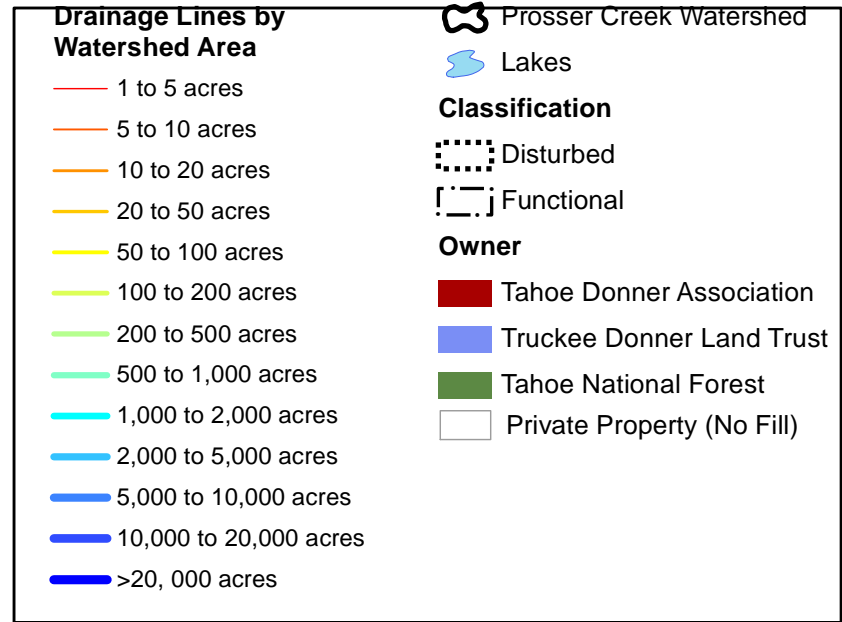 Drainage Lines by
Watershed Area
1 to 5 acres
5 to 10 acres
10 to 20 acres
20 to 50 acres
50 to 100 acres
100 to 200 acres
200 to 500 acres
500 to 1,000 acres
1,000 to 2,000 acres
2,000 to 5,000 acres
5,000 to 10,000 acres
10,000 to 20,000 acres
>20, 000 acres
Prosser Creek Watershed
Lakes
Classification
Disturbed
Functional
Owner
Tahoe Donner Association
Truckee Donner Land Trust
Tahoe National Forest
Private Property (No Fill)